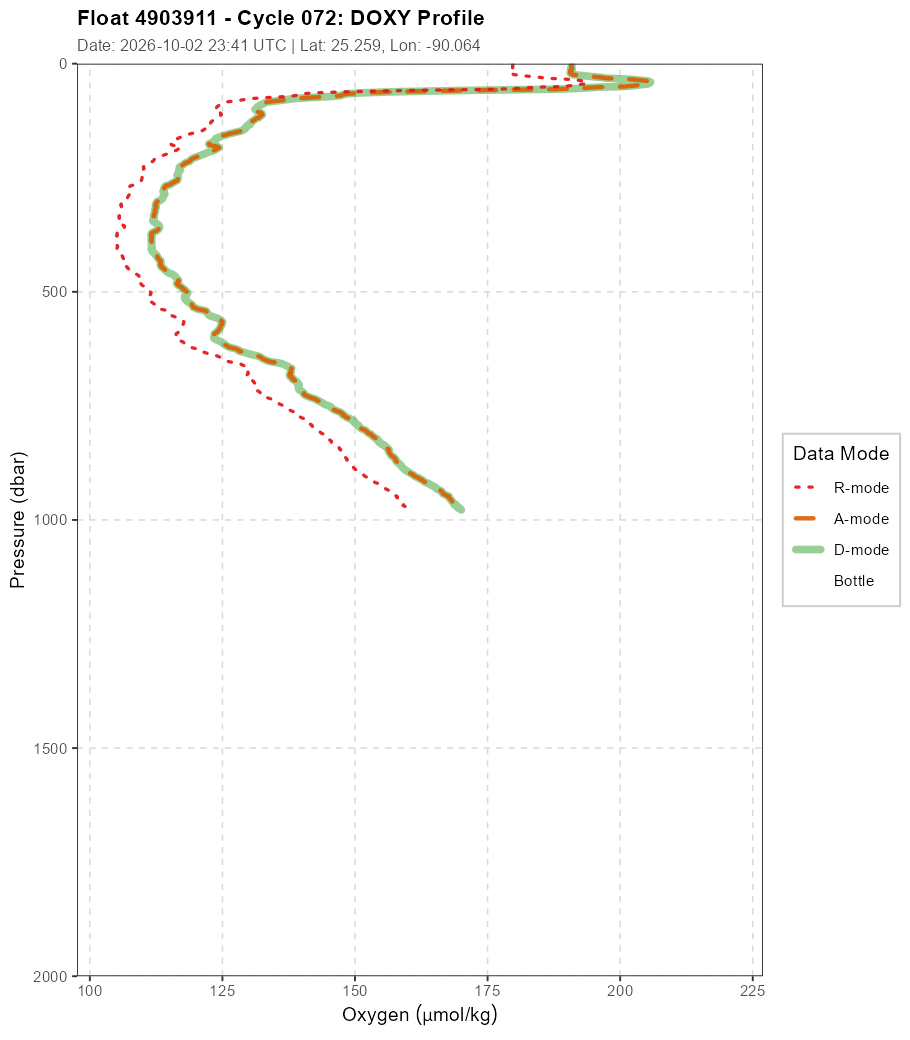 Float 4903911 - Cycle 072: DOXY Profile
Date: 2026-10-02 23:41 UTC | Lat: 25.259, Lon: -90.064
0
500
1000
1500
2000
Pressure (dbar)
100 125 150 175 200 225
Oxygen (μmol/kg)
Data Mode
R-mode
A-mode
D-mode
Bottle